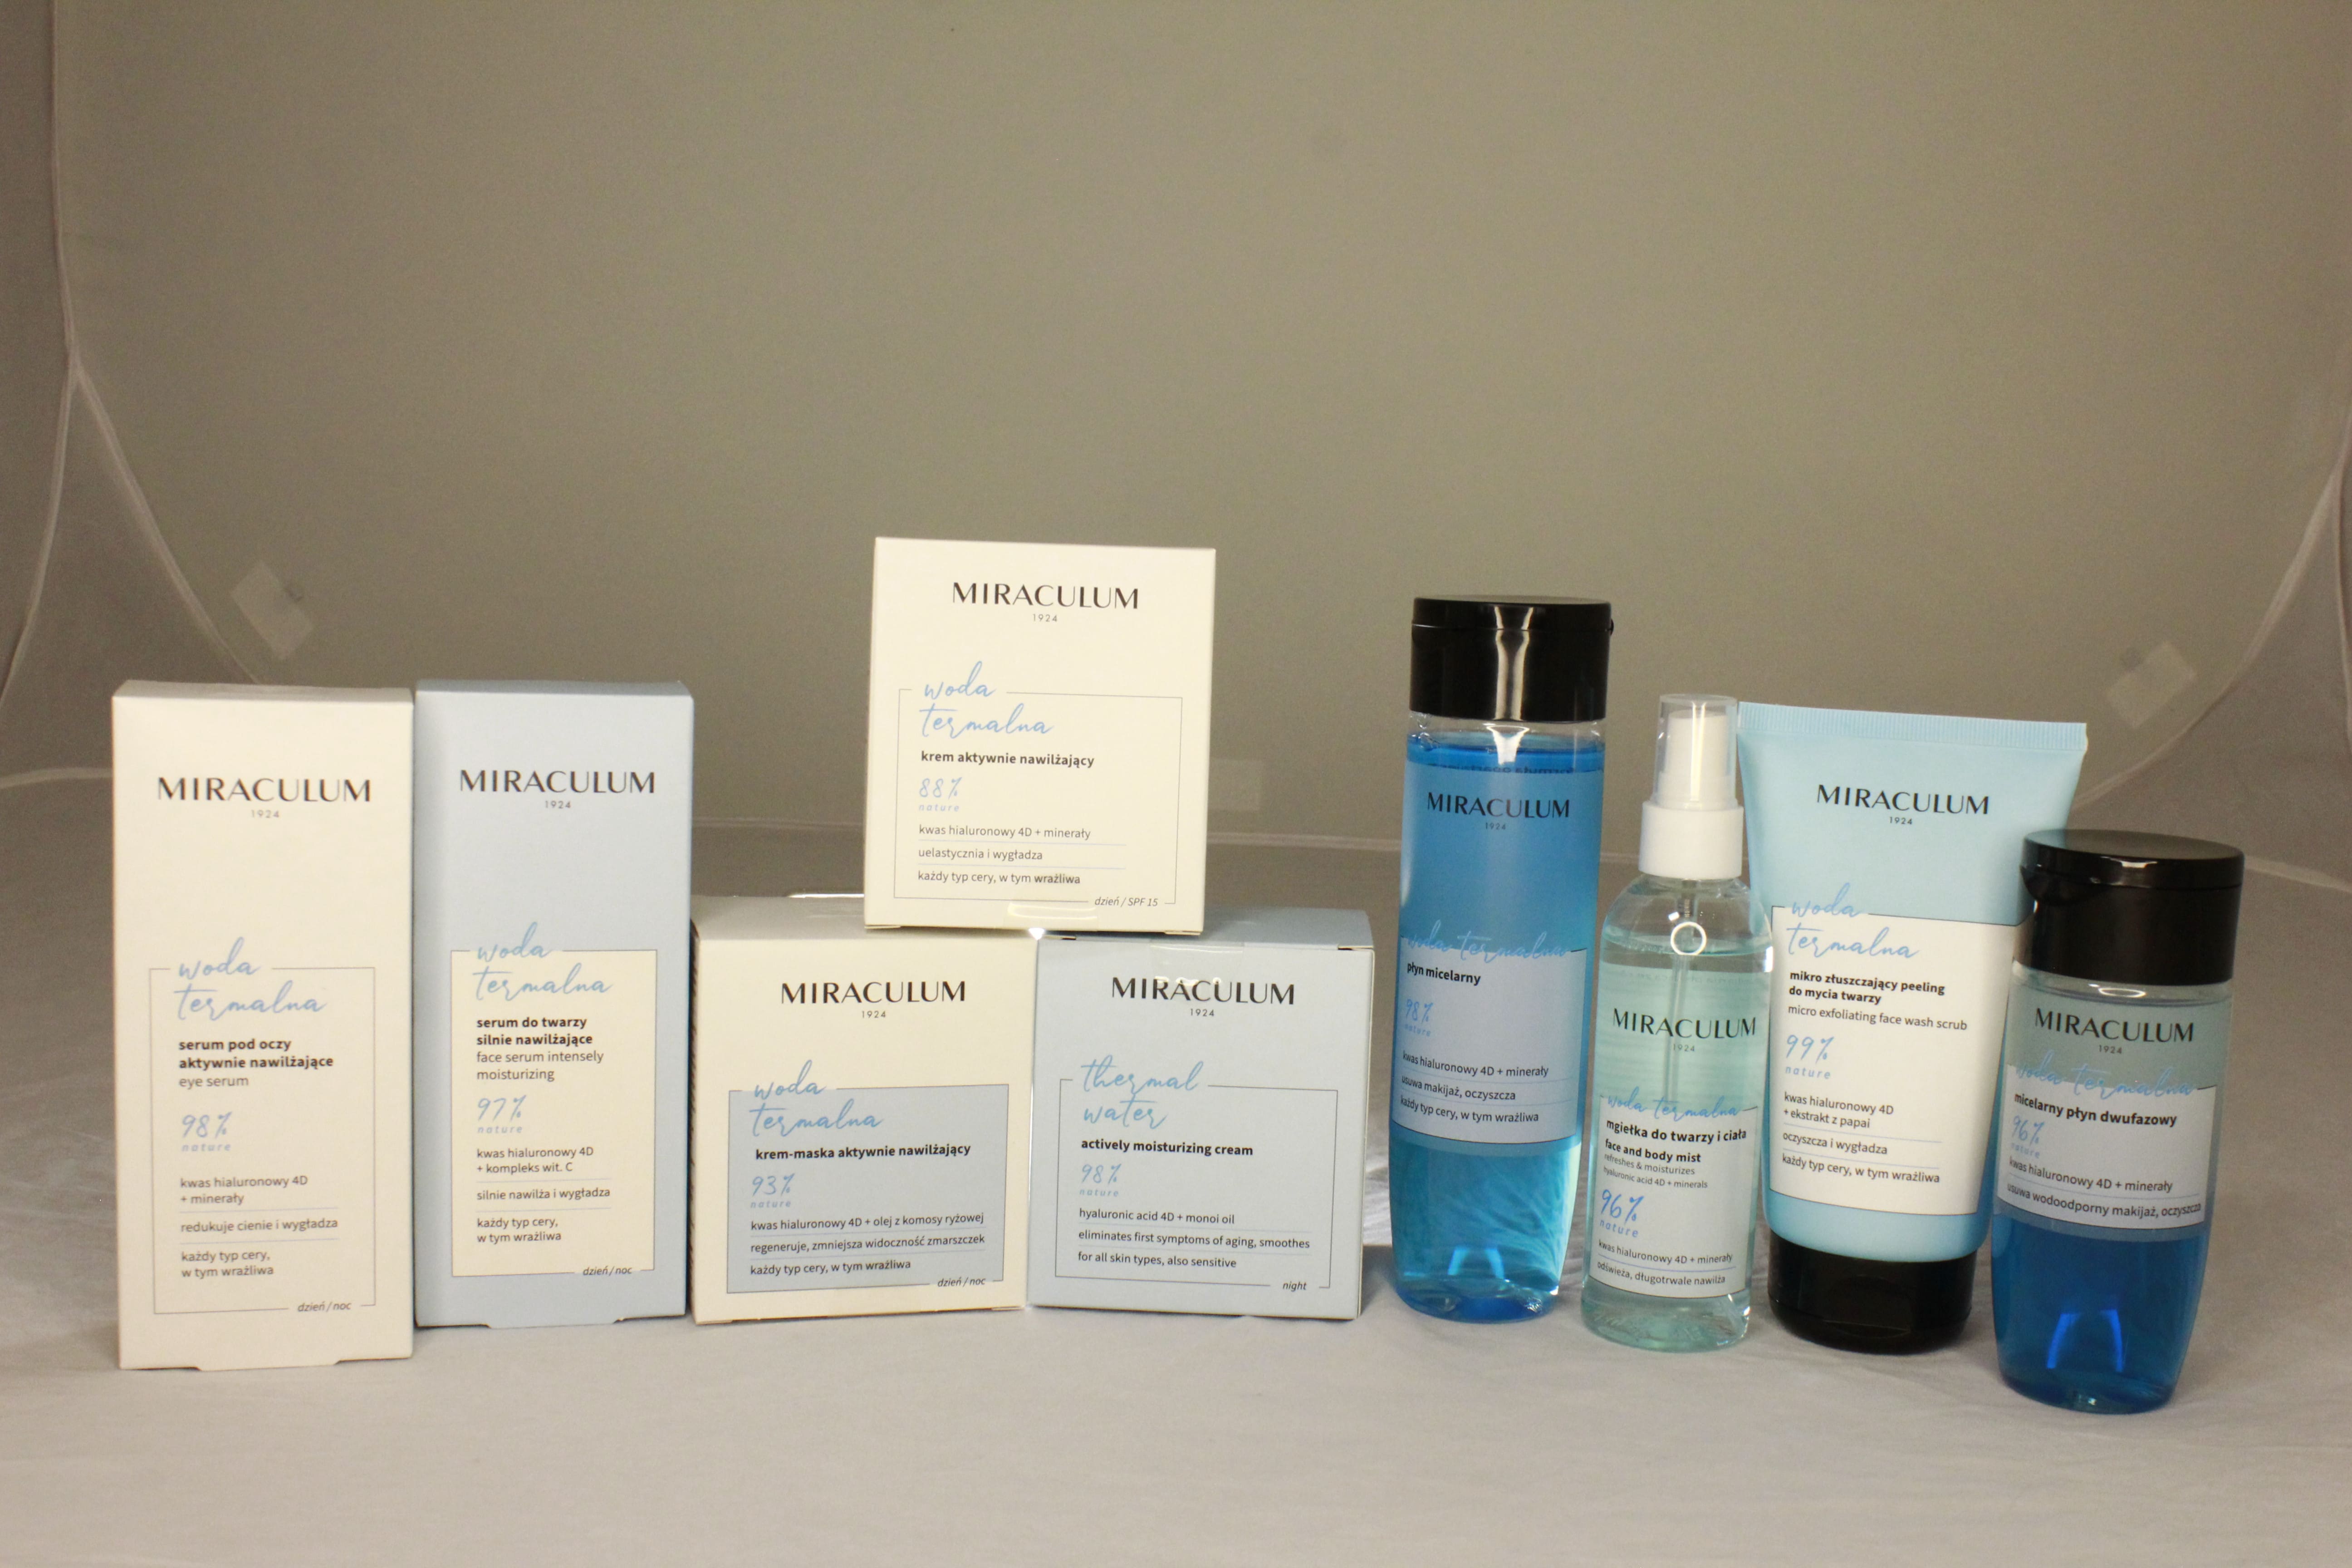 MIRACULUM
1924
woda
termalna
serum pod oczy
aktywnie nawilżające
eye serum
98%
nature
kwas hialuronowy 4D
+ minerały
redukuje cienie i wygładza
każdy typ cery,
w tym wrażliwa
dzień / noc
MIRACULUM
1924
woda
termalna
serum do twarzy
silnie nawilżające
face serum intensely
moisturizing
97%
nature
kwas hialuronowy 4D
+ kompleks wit. C
silnie nawilża i wygładza
każdy typ cery,
w tym wrażliwa
dzień / noc
MIRACULUM
1924
woda
termalna
krem aktywnie nawilżający
88%
nature
kwas hialuronowy 4D + minerały
uelastycznia i wygładza
każdy typ cery, w tym wrażliwa
dzień / SPF 15
MIRACULUM
1924
woda
termalna
krem-maska aktywnie nawilżający
93%
nature
kwas hialuronowy 4D + olej z komosy ryżowej
regeneruje, zmniejsza widoczność zmarszczek
każdy typ cery, w tym wrażliwa
dzień / noc
MIRACULUM
1924
thermal
water
actively moisturizing cream
98%
nature
hyaluronic acid 4D + monoi oil
eliminates first symptoms of aging, smoothes
for all skin types, also sensitive
night
MIRACULUM
1924
woda termalna
płyn micelarny
98%
nature
kwas hialuronowy 4D + minerały
usuwa makijaż, oczyszcza
każdy typ cery, w tym wrażliwa
MIRACULUM
1924
woda termalna
mgiełka do twarzy i ciała
face and body mist
refreshes & moisturizes
hyaluronic acid 4D + minerals
96%
nature
kwas hialuronowy 4D + minerały
odświeża, długotrwale nawilża
MIRACULUM
1924
woda
termalna
mikro złuszczający peeling
do mycia twarzy
micro exfoliating face wash scrub
99%
nature
kwas hialuronowy 4D
+ ekstrakt z papai
oczyszcza i wygładza
każdy typ cery, w tym wrażliwa
MIRACULUM
1924
woda termalna
micelarny płyn dwufazowy
96%
nature
kwas hialuronowy 4D + minerały
usuwa wodoodporny makijaż, oczyszcza